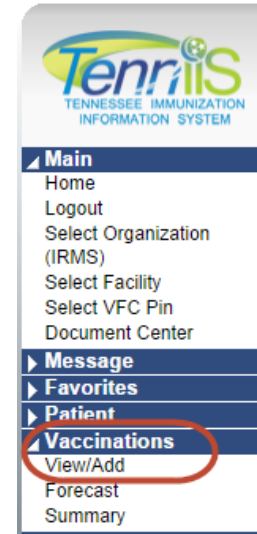 TennIIS
TENNESSEE IMMUNIZATION
INFORMATION SYSTEM
Main
Home
Logout
Select Organization
(IRMS)
Select Facility
Select VFC Pin
Document Center
Message
Favorites
Patient
Vaccinations
View/Add
Forecast
Summary